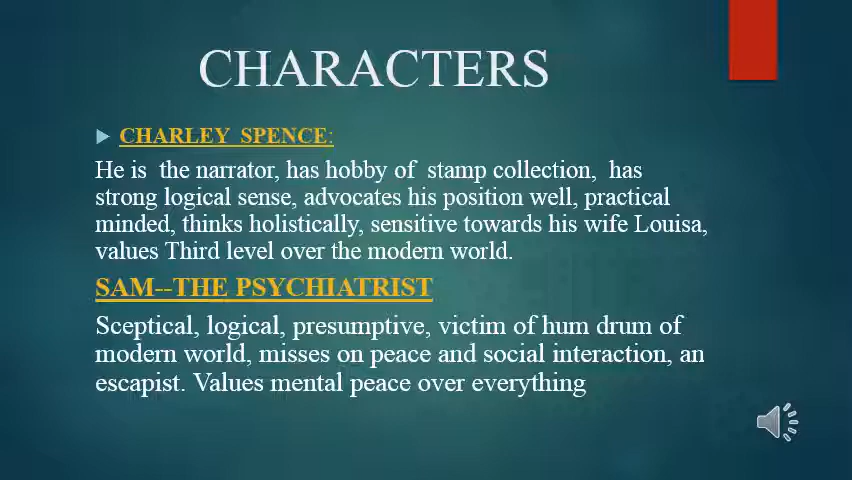 CHARACTERS
CHARLEY SPENCE:
He is the narrator, has hobby of stamp collection, has
strong logical sense, advocates his position well, practical
minded, thinks holistically, sensitive towards his wife Louisa,
values Third level over the modern world.
SAM--THE PSYCHIATRIST
Sceptical, logical, presumptive, victim of hum drum of
modern world, misses on peace and social interaction, an
escapist. Values mental peace over everything